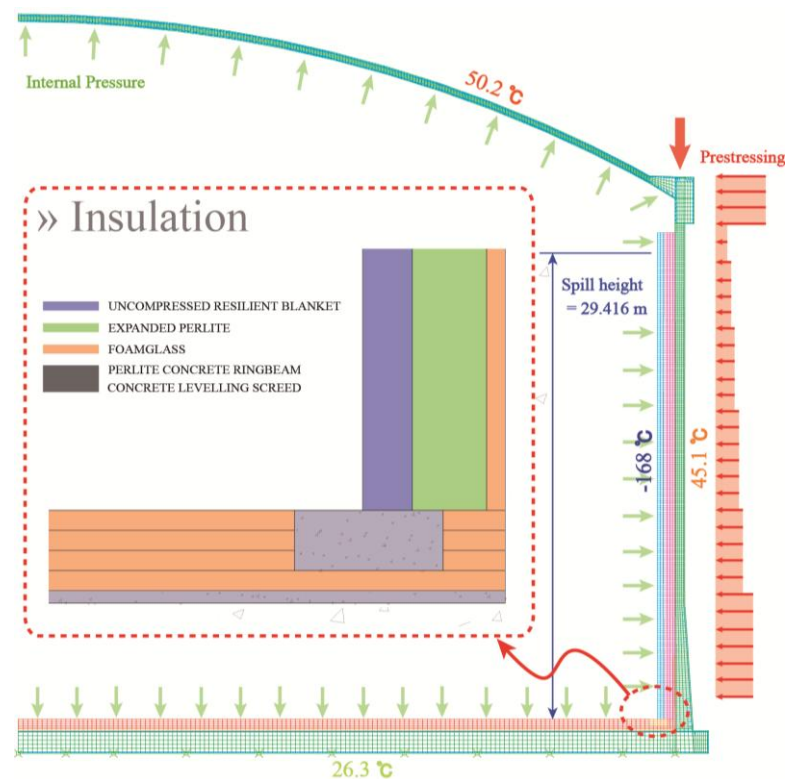 50.2 ℃
Internal Pressure
Prestressing
» Insulation
Spill height
= 29.416 m
UNCOMPRESSED RESILIENT BLANKET
EXPANDED PERLITE
FOAMGLASS
PERLITE CONCRETE RINGBEAM
CONCRETE LEVELLING SCREED
-168 ℃
45.1 ℃
26.3 ℃